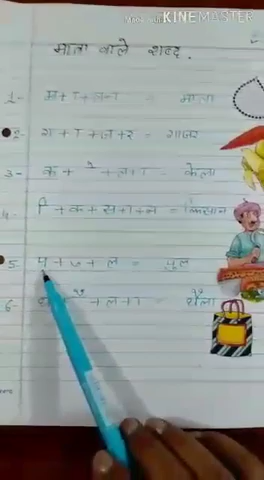 Made with KINEMASTER
मात्रा वाले शब्द.
1- म + ा + ल + ा = माला
2- ग + ा + ज + र = गाजर
3- क + े + ल + ा = केला
4- ि + क + स + ा + न = किसान
5- प + ु + ल = पुल
6- थ + ै + ल + ा = थैला